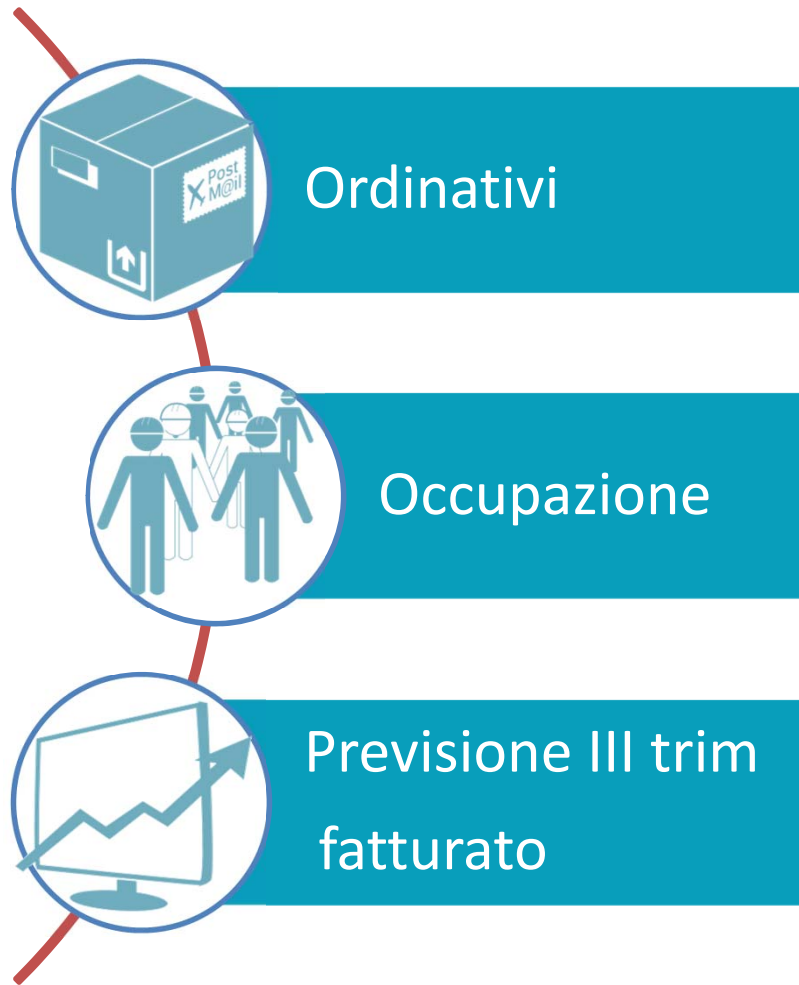 Post
M@il
Ordinativi
Occupazione
Previsione III trim
fatturato